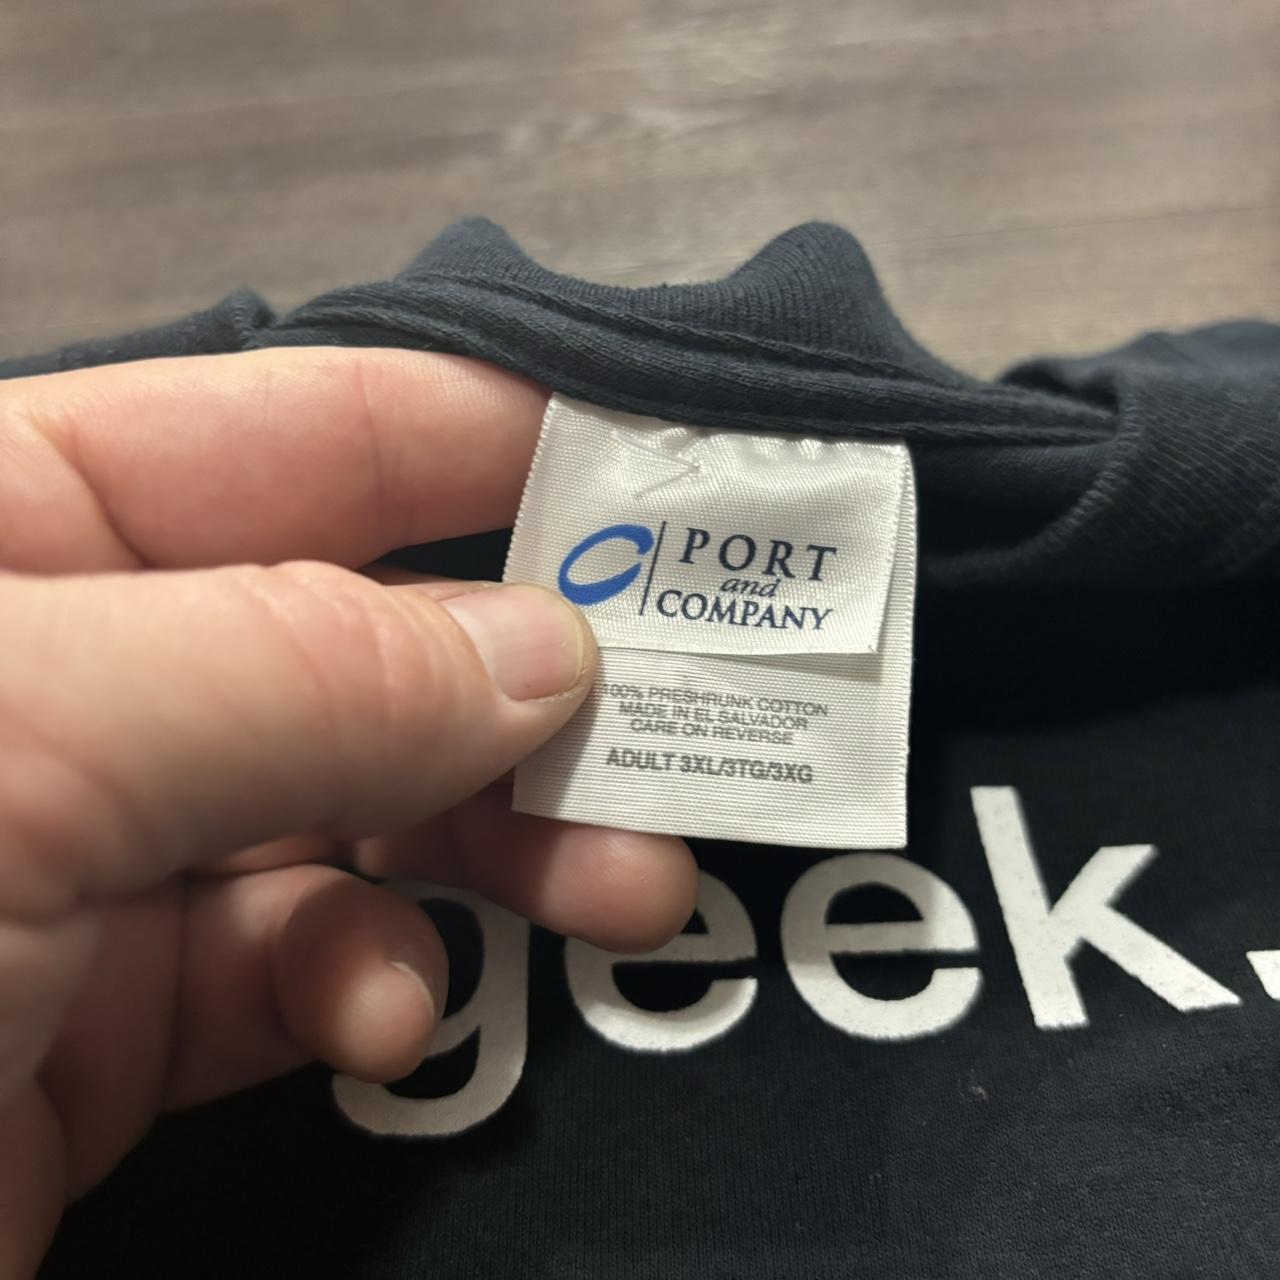 PORT
and
COMPANY
100% PRESHRUNK COTTON
MADE IN EL SALVADOR
CARE ON REVERSE
ADULT 3XL/3TG/3XG
geek.